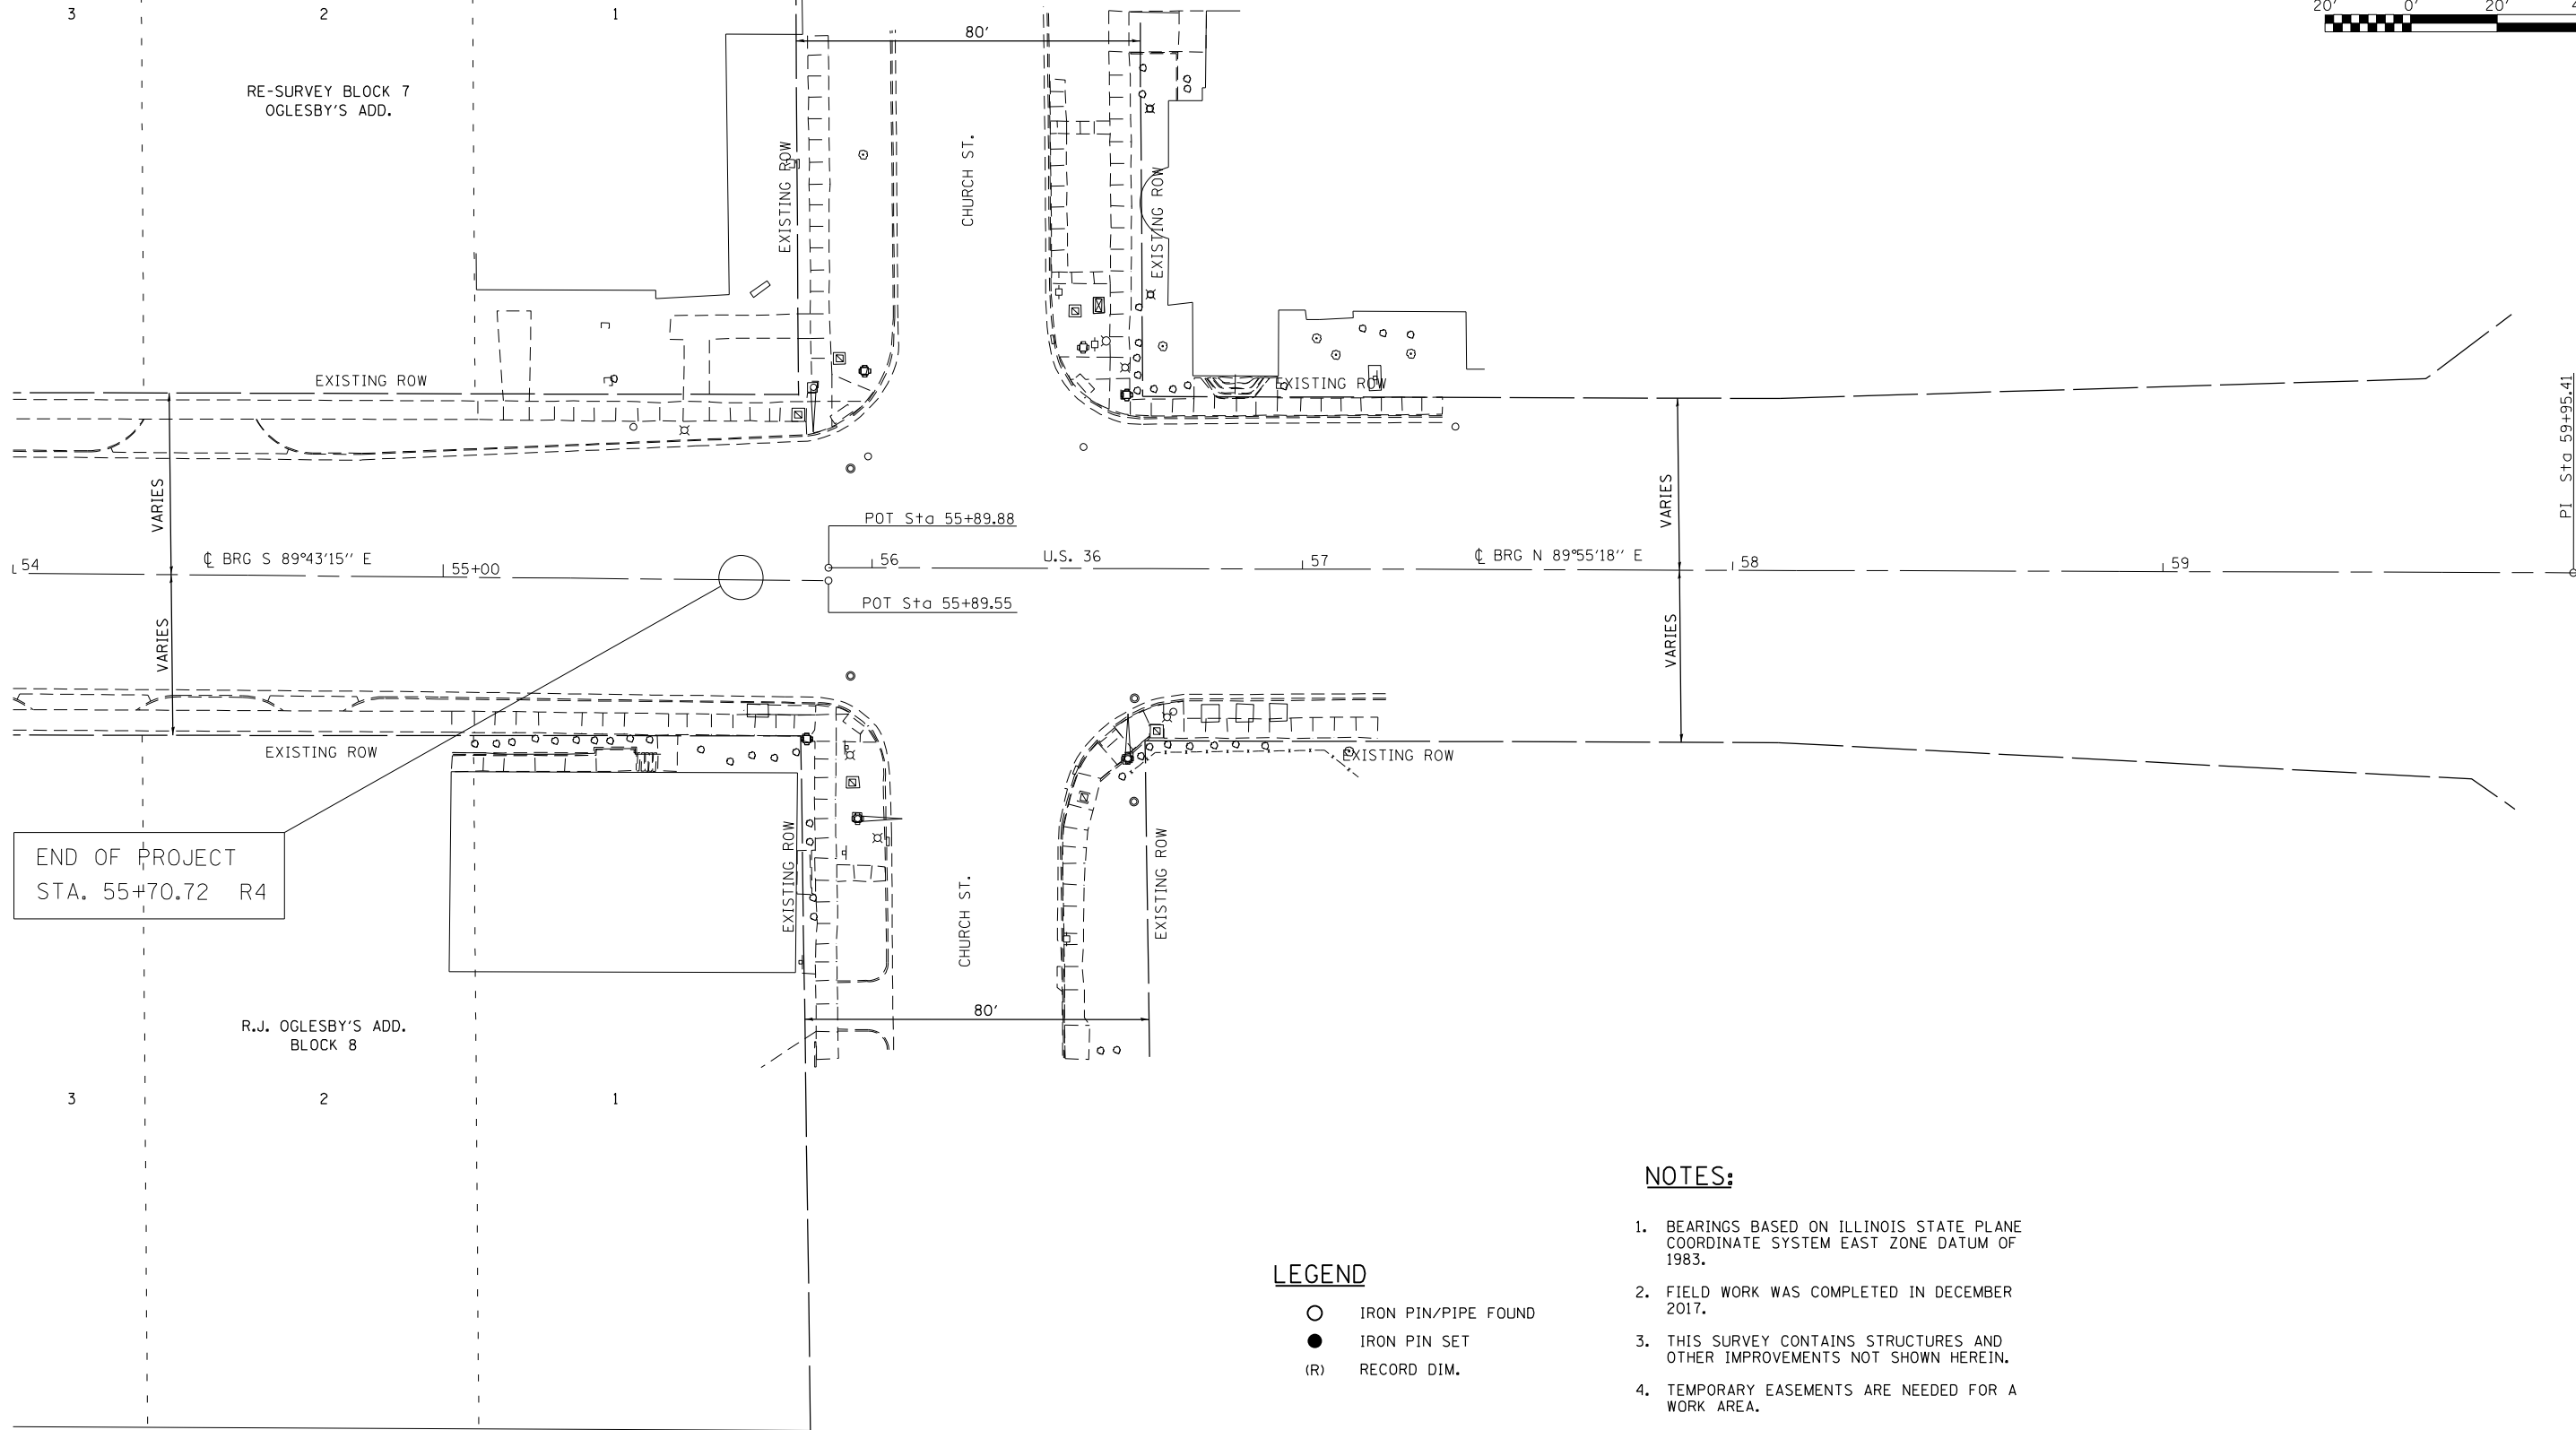 3
2
1
80'
20'
0'
20'
RE-SURVEY BLOCK 7
OGLESBY'S ADD.
EXISTING ROW
CHURCH ST.
EXISTING ROW
EXISTING ROW
EXISTING ROW
PI Sta 59+95.41
VARIES
VARIES
POT Sta 55+89.88
54
℄ BRG S 89°43'15'' E
55+00
56
U.S. 36
57
℄ BRG N 89°55'18'' E
58
59
POT Sta 55+89.55
VARIES
VARIES
EXISTING ROW
EXISTING ROW
END OF PROJECT
STA. 55+70.72 R4
EXISTING ROW
CHURCH ST.
EXISTING ROW
80'
R.J. OGLESBY'S ADD.
BLOCK 8
3
2
1
LEGEND
IRON PIN/PIPE FOUND
IRON PIN SET
(R) RECORD DIM.
NOTES:
1. BEARINGS BASED ON ILLINOIS STATE PLANE
COORDINATE SYSTEM EAST ZONE DATUM OF
1983.
2. FIELD WORK WAS COMPLETED IN DECEMBER
2017.
3. THIS SURVEY CONTAINS STRUCTURES AND
OTHER IMPROVEMENTS NOT SHOWN HEREIN.
4. TEMPORARY EASEMENTS ARE NEEDED FOR A
WORK AREA.